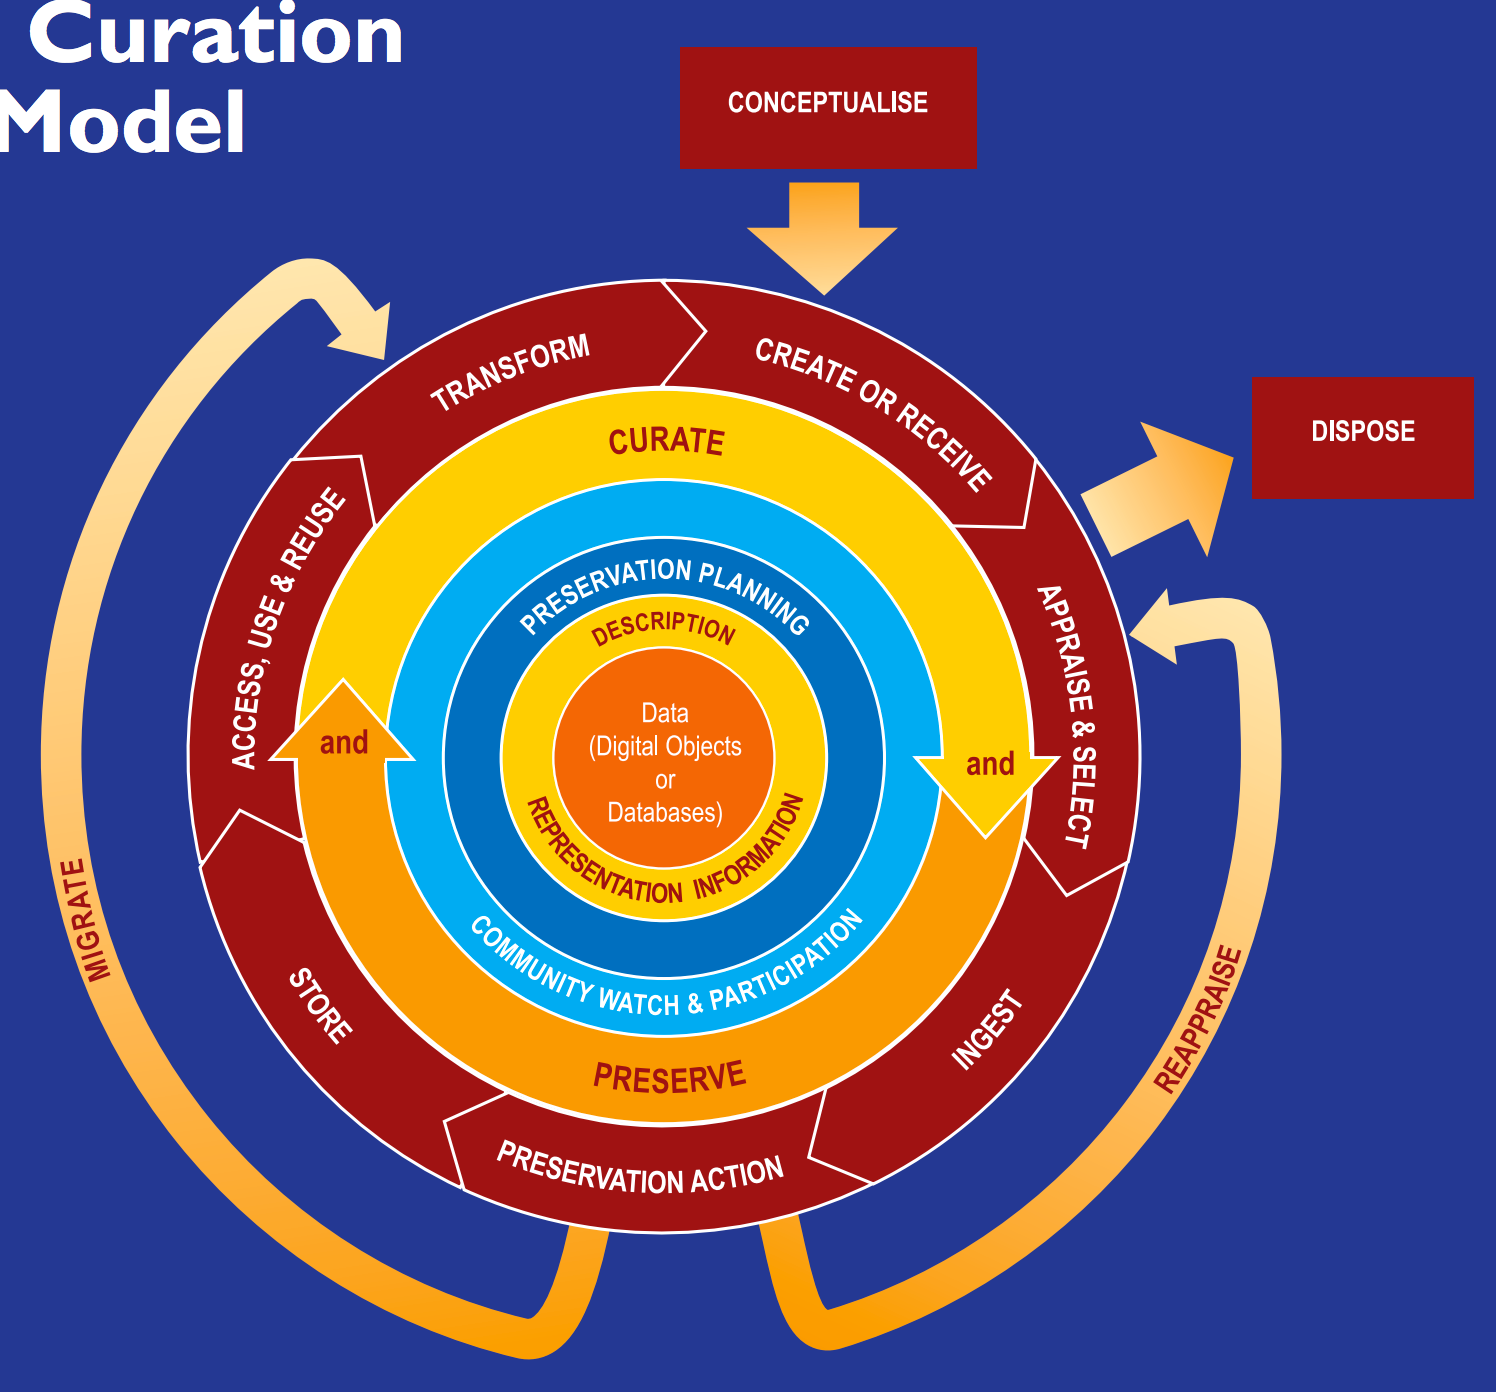 Curation
Model
CONCEPTUALISE
DISPOSE
TRANSFORM
CREATE OR RECEIVE
APPRAISE & SELECT
INGEST
PRESERVATION ACTION
STORE
ACCESS, USE & REUSE
CURATE
and
PRESERVE
and
PRESERVATION PLANNING
COMMUNITY WATCH & PARTICIPATION
DESCRIPTION
REPRESENTATION INFORMATION
Data
(Digital Objects
or
Databases)
MIGRATE
REAPPRAISE